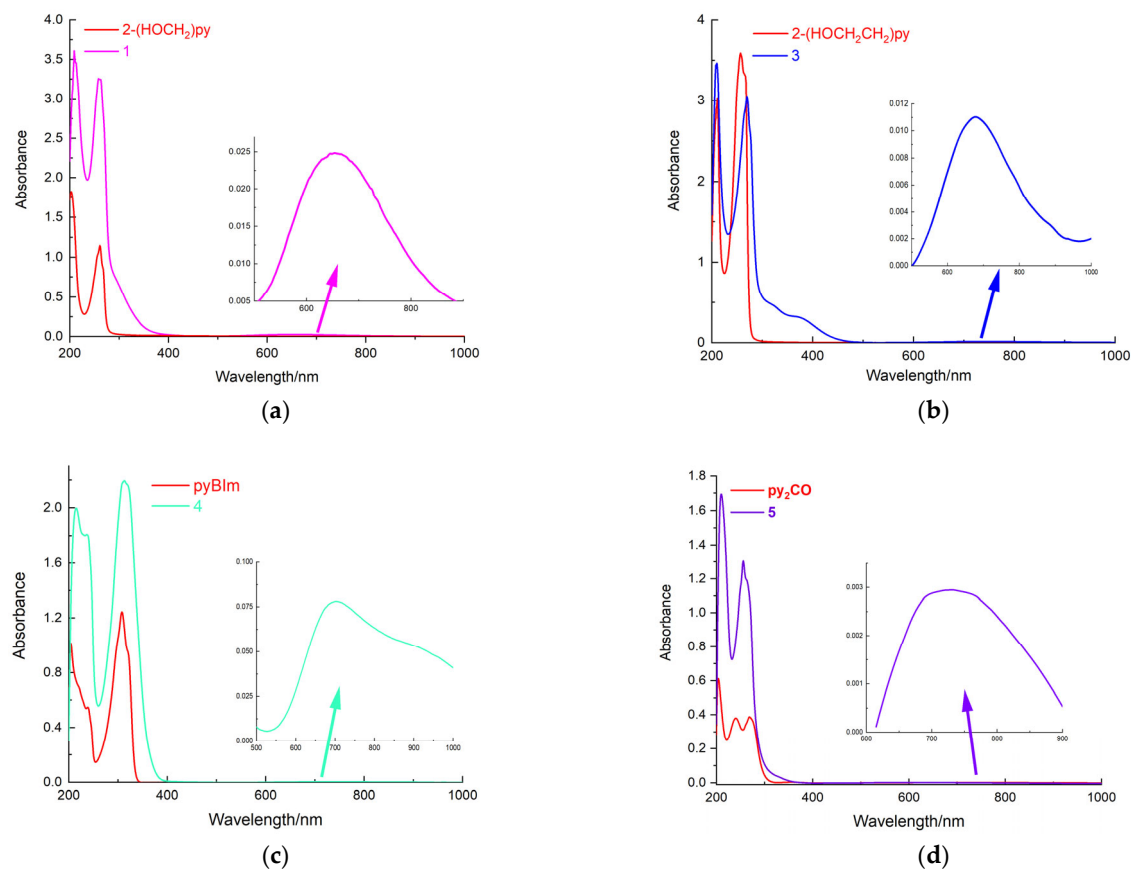 2-(HOCH₂)py
1
Absorbance
4.0
3.5
3.0
2.5
2.0
1.5
1.0
0.5
0.0
200 400 600 800 1000
Wavelength/nm
0.025
0.020
0.015
0.010
0.005
600 800
(a)
2-(HOCH₂CH₂)py
3
Absorbance
4
3
2
1
0
200 300 400 500 600 700 800 900 1000
Wavelength/nm
0.012
0.010
0.008
0.006
0.004
0.002
0.000
600 700 800 900 1000
(b)
pyBIm
4
Absorbance
2.0
1.6
1.2
0.8
0.4
0.0
200 400 600 800 1000
Wavelength/nm
0.100
0.075
0.050
0.025
0.000
500 600 700 800 900 1000
(c)
py₂CO
5
Absorbance
1.8
1.6
1.4
1.2
1.0
0.8
0.6
0.4
0.2
0.0
200 400 600 800 1000
Wavelength/nm
0.003
0.002
0.001
0.000
600 700 800 900
(d)